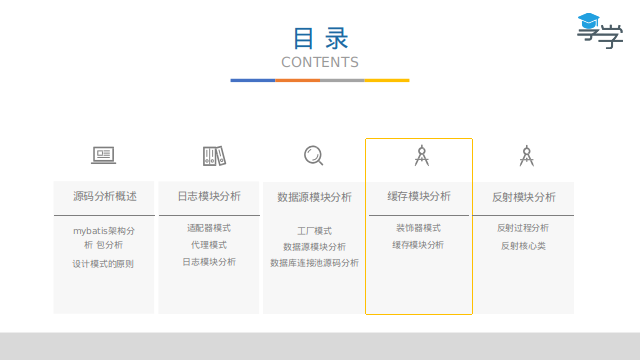 目 录
CONTENTS
学学
源码分析概述
mybatis架构分
析 包分析
设计模式的原则
日志模块分析
适配器模式
代理模式
日志模块分析
数据源模块分析
工厂模式
数据源模块分析
数据库连接池源码分析
缓存模块分析
装饰器模式
缓存模块分析
反射模块分析
反射过程分析
反射核心类